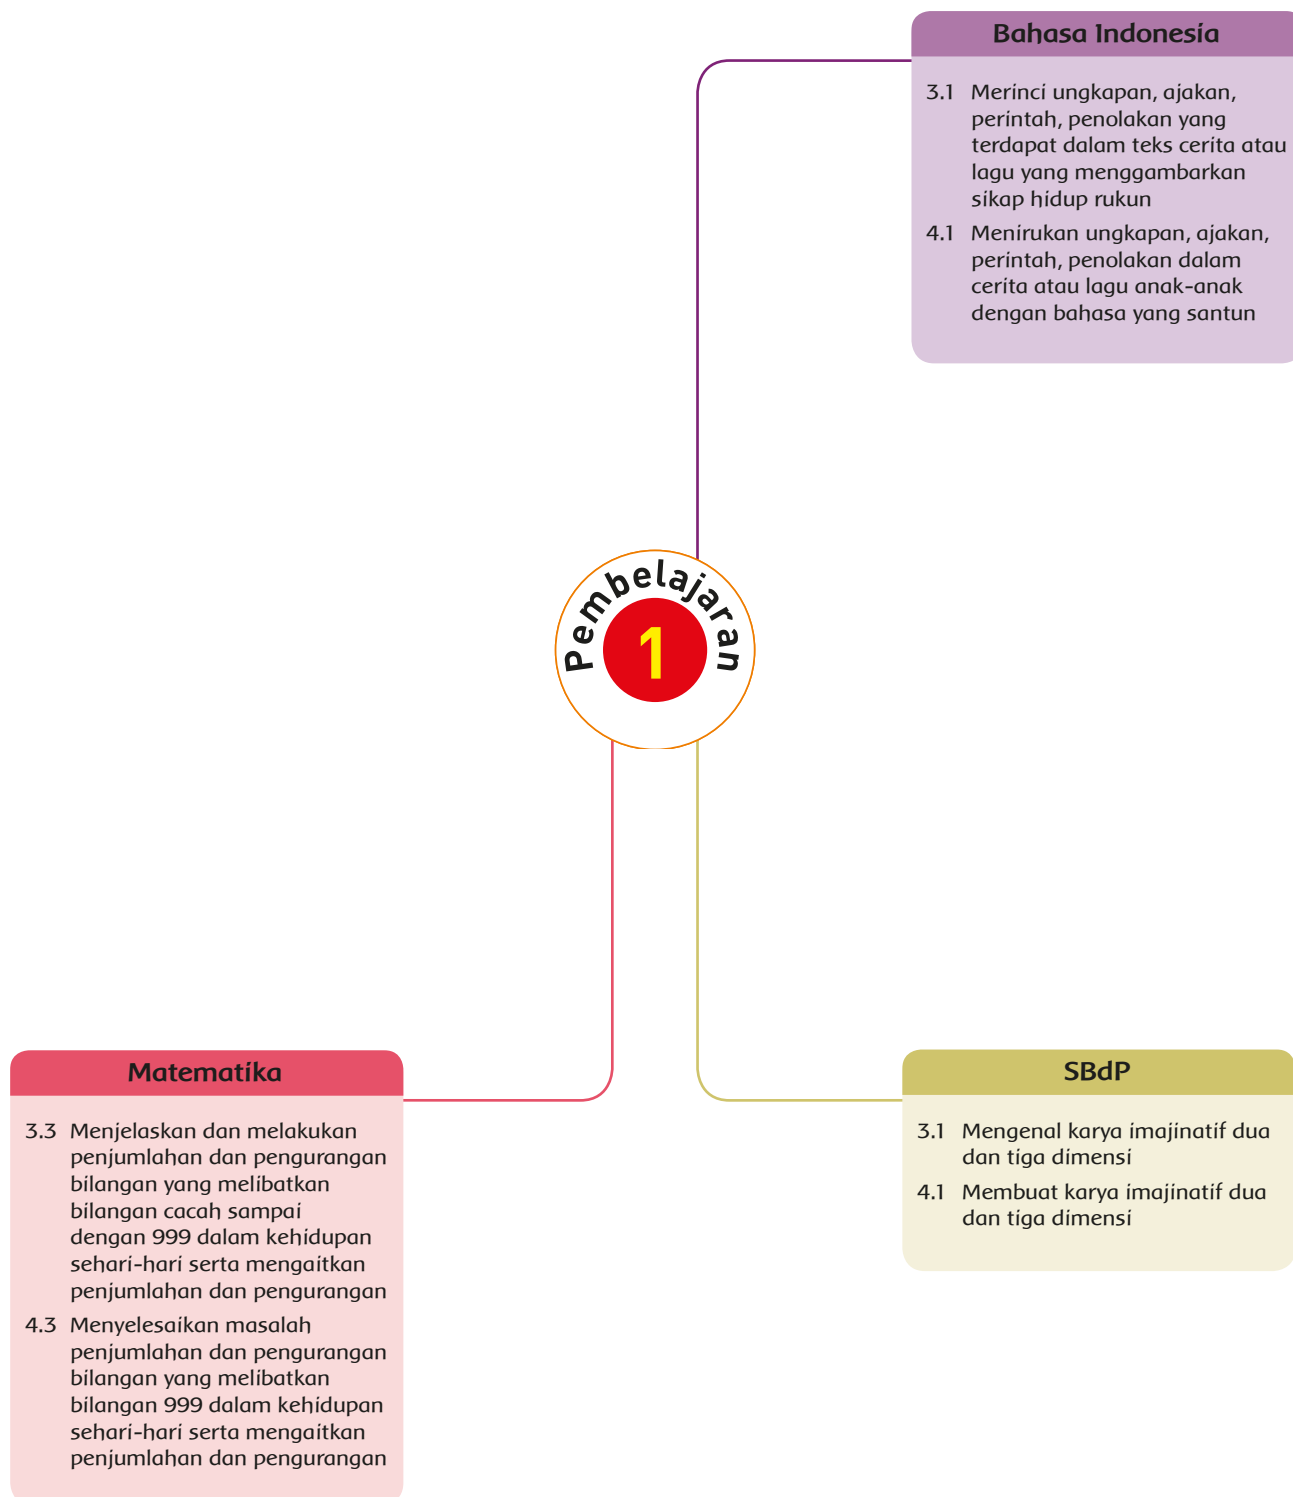 Bahasa Indonesia
3.1 Merinci ungkapan, ajakan,
perintah, penolakan yang
terdapat dalam teks cerita atau
lagu yang menggambarkan
sikap hidup rukun
4.1 Menirukan ungkapan, ajakan,
perintah, penolakan dalam
cerita atau lagu anak-anak
dengan bahasa yang santun
Pembelajaran
1
Matematika
3.3 Menjelaskan dan melakukan
penjumlahan dan pengurangan
bilangan yang melibatkan
bilangan cacah sampai
dengan 999 dalam kehidupan
sehari-hari serta mengaitkan
penjumlahan dan pengurangan
4.3 Menyelesaikan masalah
penjumlahan dan pengurangan
bilangan yang melibatkan
bilangan 999 dalam kehidupan
sehari-hari serta mengaitkan
penjumlahan dan pengurangan
SBdP
3.1 Mengenal karya imajinatif dua
dan tiga dimensi
4.1 Membuat karya imajinatif dua
dan tiga dimensi